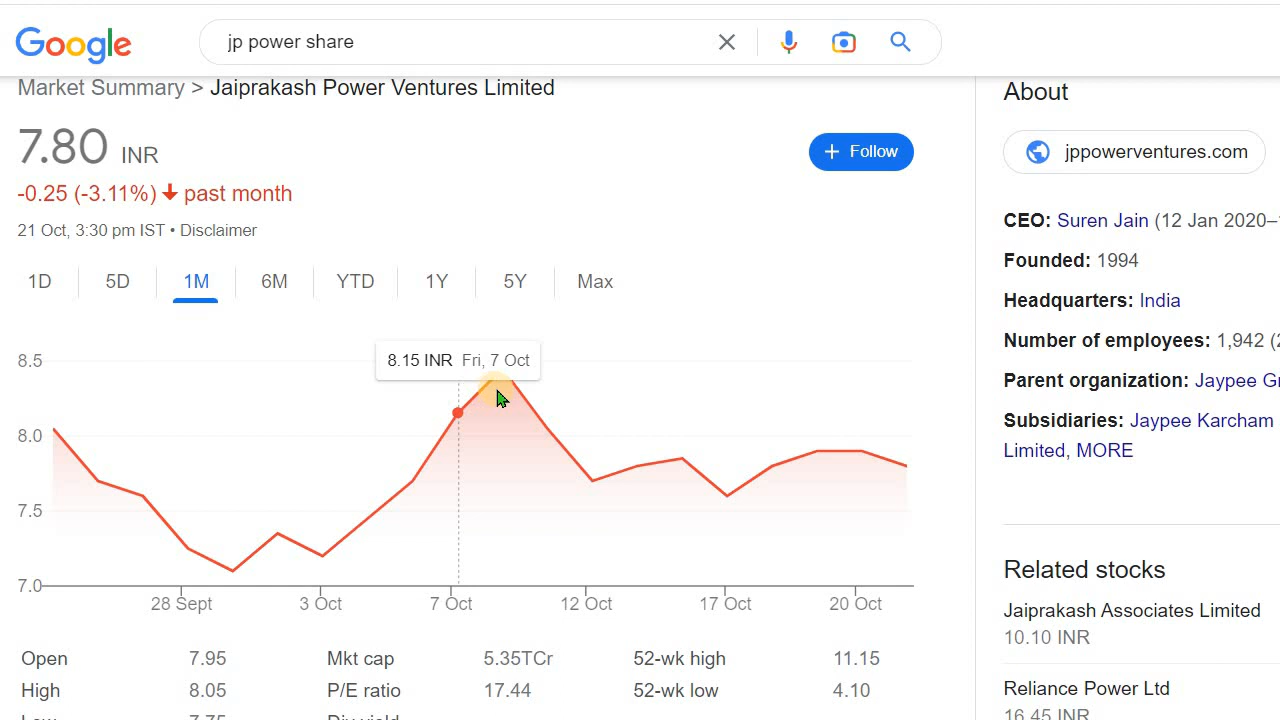 Google
jp power share
Market Summary > Jaiprakash Power Ventures Limited
7.80 INR
+ Follow
-0.25 (-3.11%) past month
21 Oct, 3:30 pm IST • Disclaimer
1D 5D 1M 6M YTD 1Y 5Y Max
8.15 INR Fri, 7 Oct
8.5
8.0
7.5
7.0
28 Sept 3 Oct 7 Oct 12 Oct 17 Oct 20 Oct
Open 7.95 Mkt cap 5.35TCr 52-wk high 11.15
High 8.05 P/E ratio 17.44 52-wk low 4.10
About
jppowerventures.com
CEO: Suren Jain (12 Jan 2020–
Founded: 1994
Headquarters: India
Number of employees: 1,942 (
Parent organization: Jaypee
Subsidiaries: Jaypee Karcham
Limited, MORE
Related stocks
Jaiprakash Associates Limited
10.10 INR
Reliance Power Ltd
16.45 INR